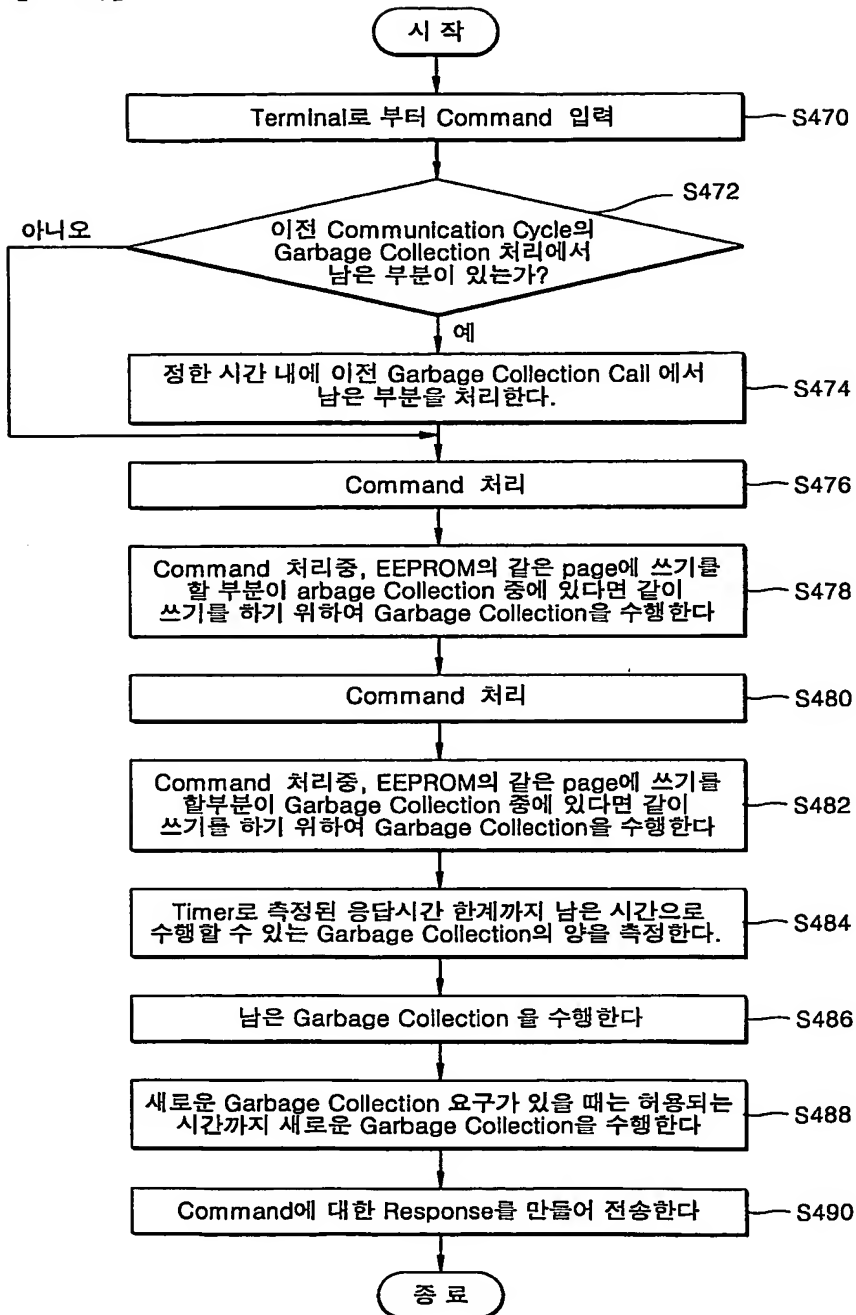 시 작
Terminal로 부터 Command 입력
S470
S472
아니오
이전 Communication Cycle의
Garbage Collection 처리에서
남은 부분이 있는가?
예
정한 시간 내에 이전 Garbage Collection Call 에서
남은 부분을 처리한다.
S474
Command 처리
S476
Command 처리중, EEPROM의 같은 page에 쓰기를
할 부분이 arbage Collection 중에 있다면 같이
쓰기를 하기 위하여 Garbage Collection을 수행한다
S478
Command 처리
S480
Command 처리중, EEPROM의 같은 page에 쓰기를
할부분이 Garbage Collection 중에 있다면 같이
쓰기를 하기 위하여 Garbage Collection을 수행한다
S482
Timer로 측정된 응답시간 한계까지 남은 시간으로
수행할 수 있는 Garbage Collection의 양을 측정한다.
S484
남은 Garbage Collection 을 수행한다
S486
새로운 Garbage Collection 요구가 있을 때는 허용되는
시간까지 새로운 Garbage Collection을 수행한다
S488
Command에 대한 Response를 만들어 전송한다
S490
종 료